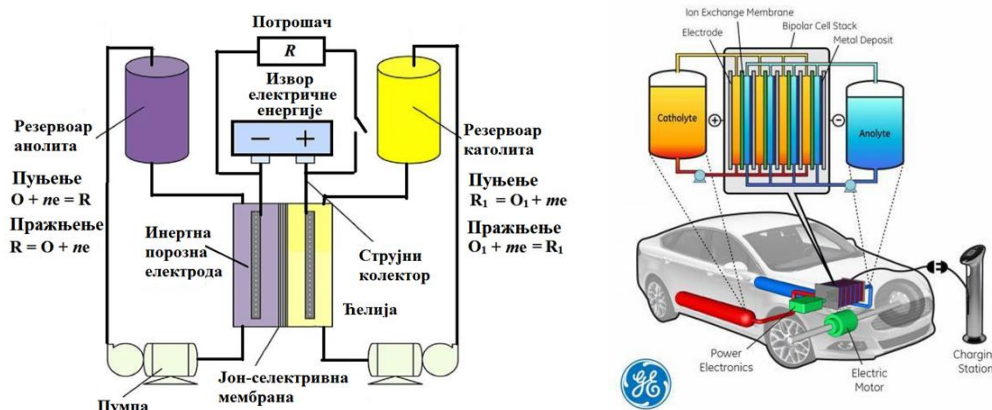 Потрошач
R
Извор
електричне
енергије
− +
Резервоар
анолита
Резервоар
католита
Пуњење
O + ne = R
Пражњење
R = O + ne
Пуњење
R₁ = O₁ + me
Пражњење
O₁ + me = R₁
Инертна
порозна
електрода
Струјни
колектор
Ћелија
Јон-селективна
мембрана
Пумпа
Ion Exchange Membrane
Bipolar Cell Stack
Electrode
Metal Deposit
Catholyte
+
−
Anolyte
Power
Electronics
Electric
Motor
Charging
Station
GE